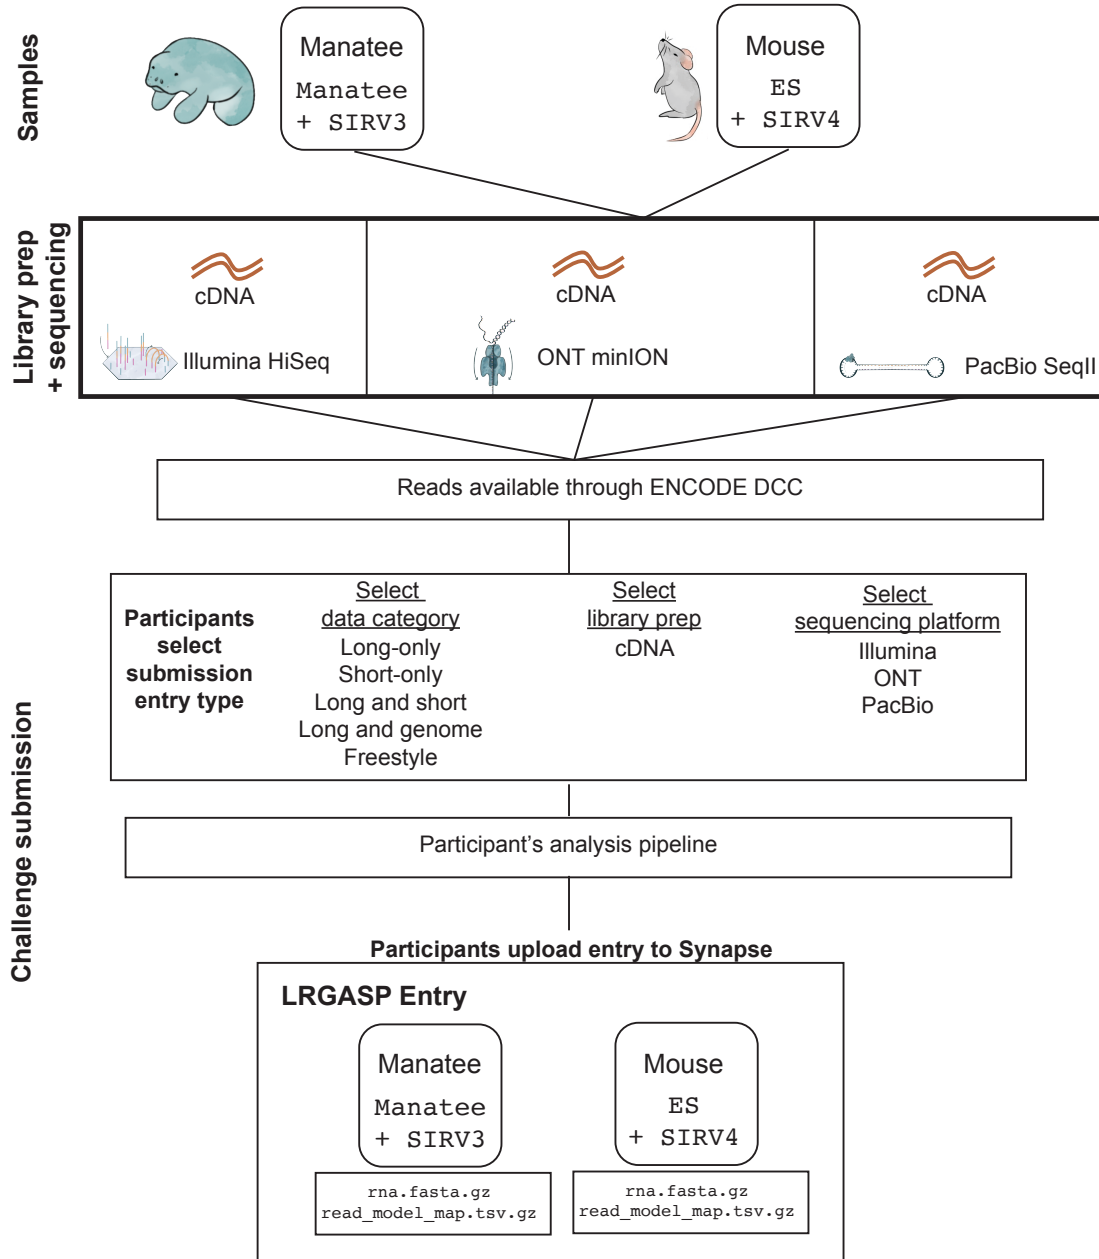 Samples
Manatee
Manatee
+ SIRV3
Mouse
ES
+ SIRV4
Library prep
+ sequencing
cDNA
Illumina HiSeq
cDNA
ONT minION
cDNA
PacBio SeqII
Challenge submission
Reads available through ENCODE DCC
Participants
select
submission
entry type
Select
data category
Long-only
Short-only
Long and short
Long and genome
Freestyle
Select
library prep
cDNA
Select
sequencing platform
Illumina
ONT
PacBio
Participant’s analysis pipeline
Participants upload entry to Synapse
LRGASP Entry
Manatee
Manatee
+ SIRV3
rna.fasta.gz
read_model_map.tsv.gz
Mouse
ES
+ SIRV4
rna.fasta.gz
read_model_map.tsv.gz